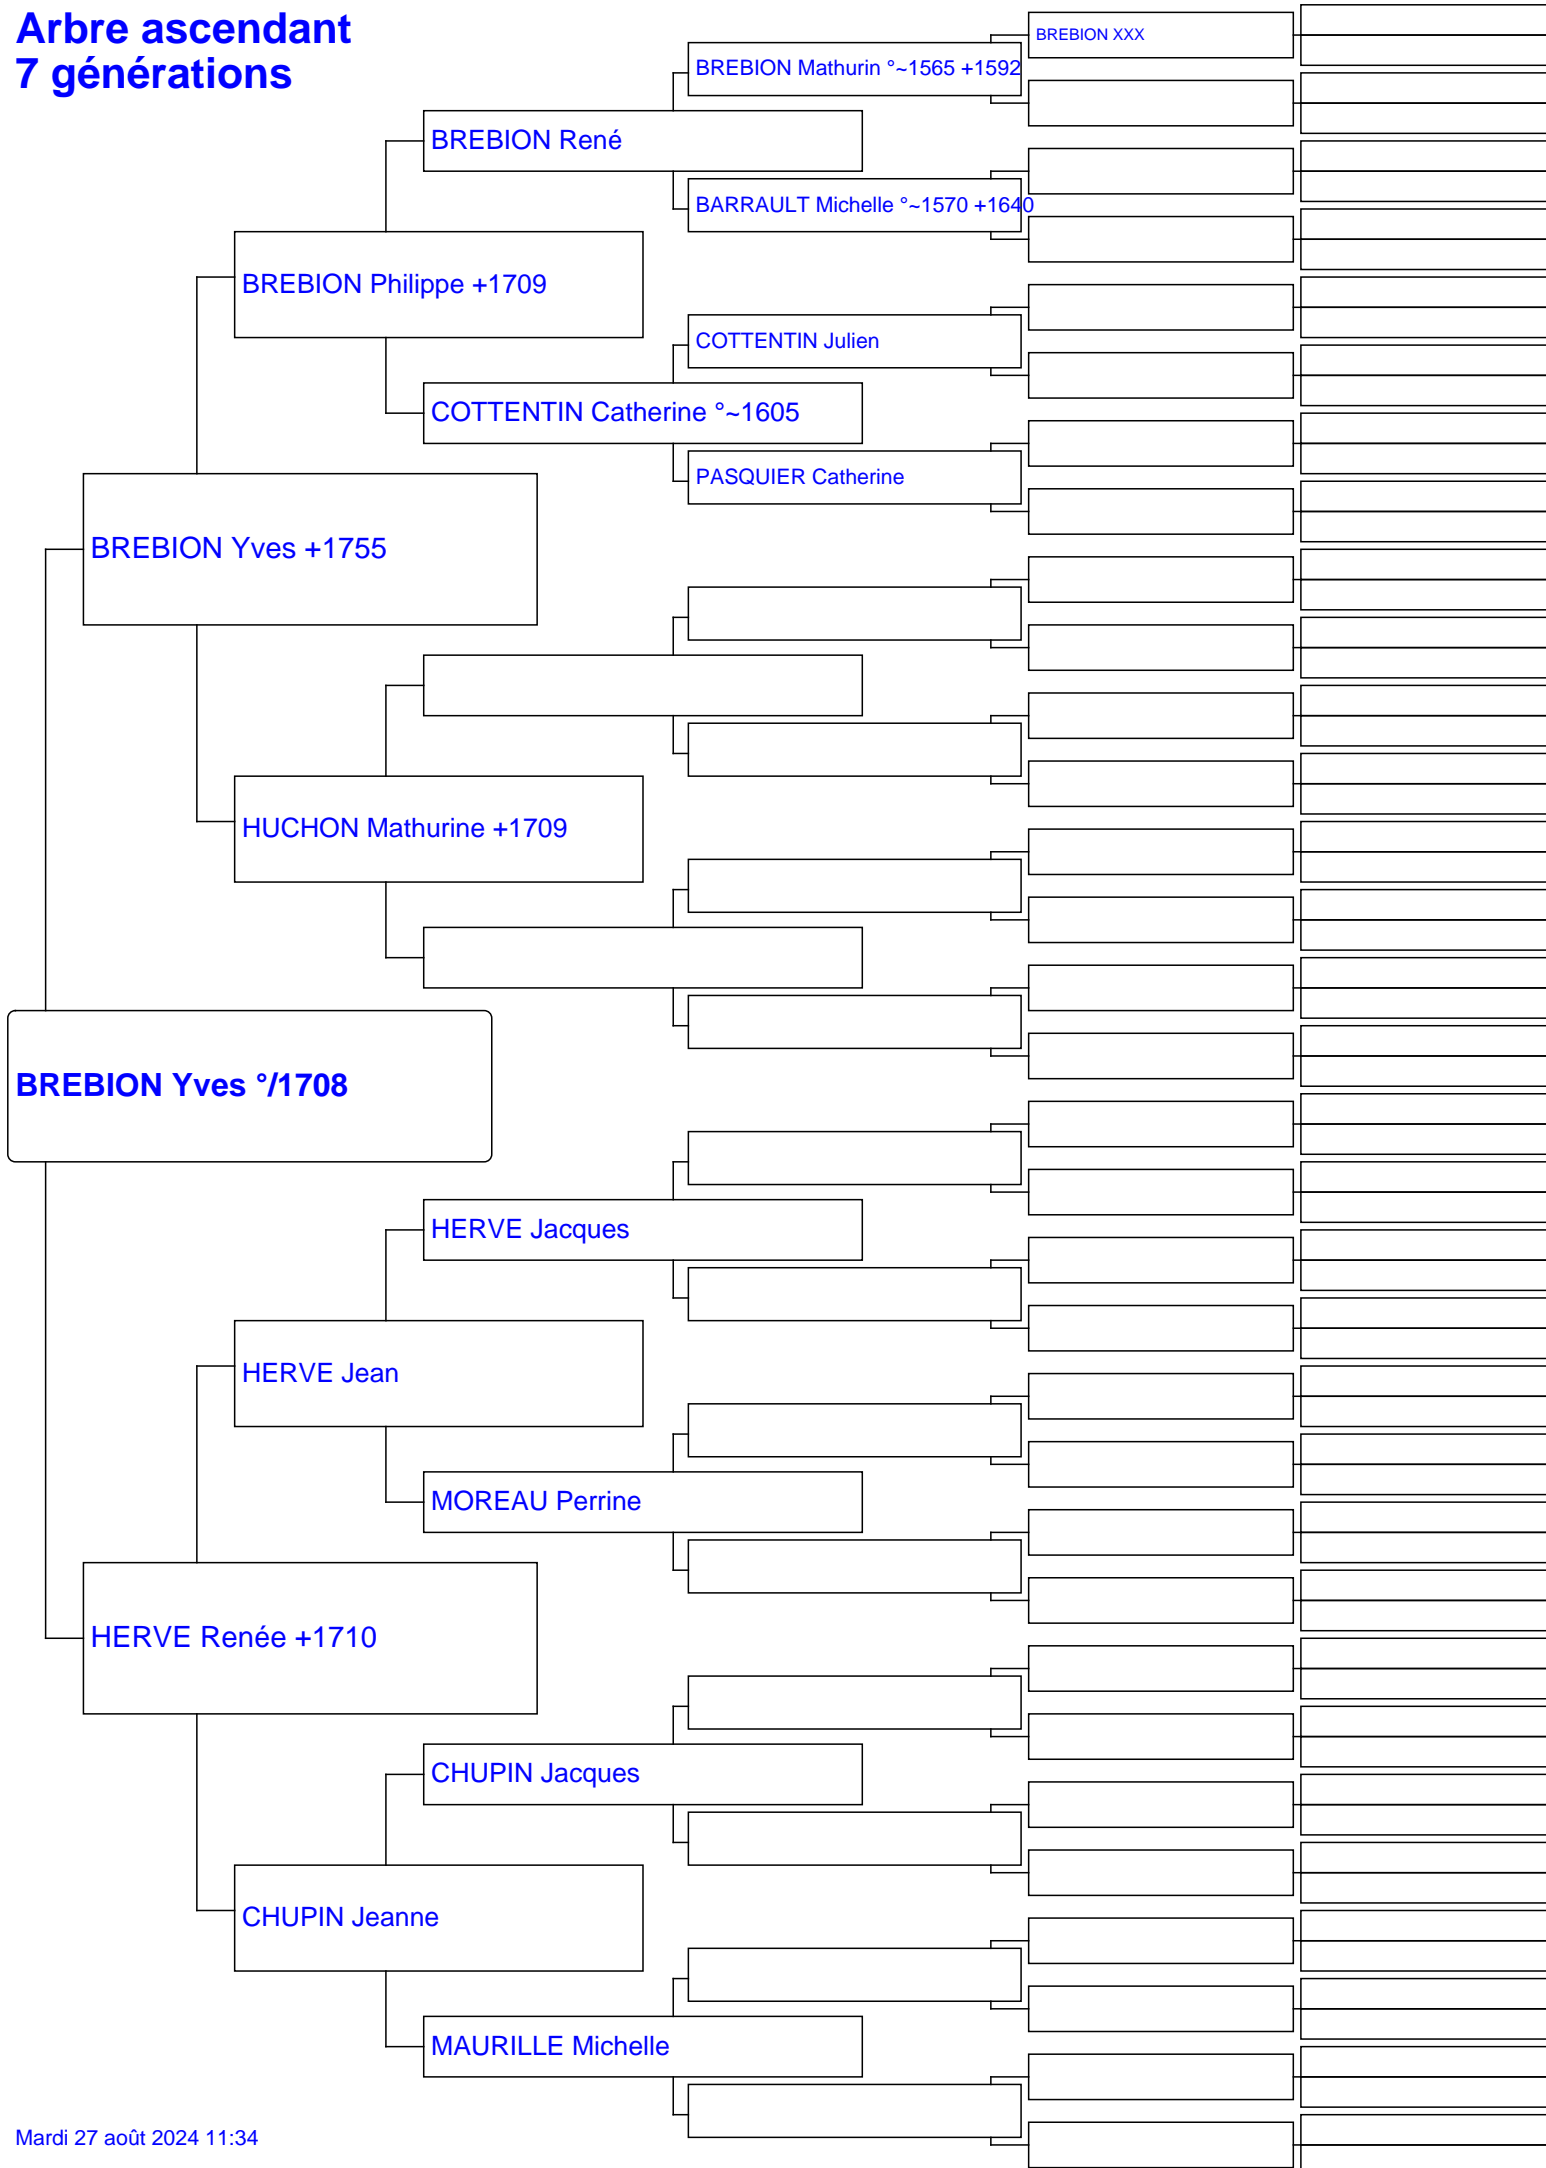 Arbre ascendant
7 générations
BREBION XXX
BREBION Mathurin °~1565 +1592
BREBION René
BARRAULT Michelle °~1570 +1640
BREBION Philippe +1709
COTTENTIN Julien
COTTENTIN Catherine °~1605
PASQUIER Catherine
BREBION Yves +1755
HUCHON Mathurine +1709
BREBION Yves °/1708
HERVE Jacques
HERVE Jean
MOREAU Perrine
HERVE Renée +1710
CHUPIN Jacques
CHUPIN Jeanne
MAURILLE Michelle
Mardi 27 août 2024 11:34